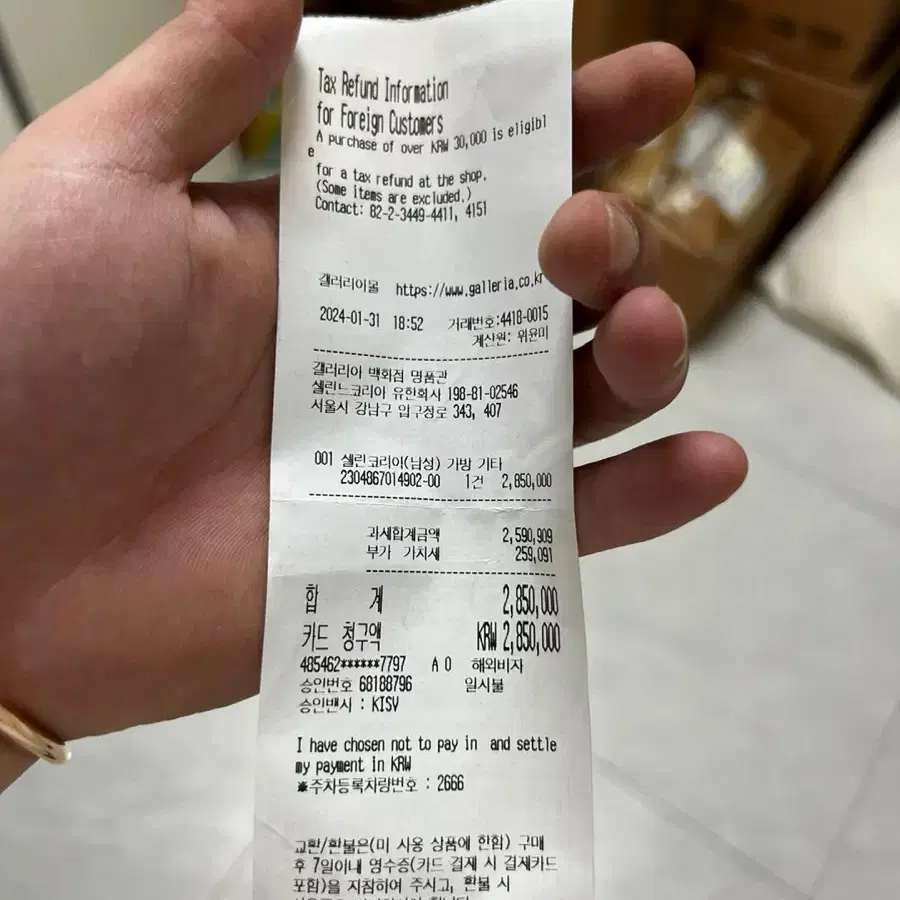 Tax Refund Information
for Foreign Customers
A purchase of over KRW 30,000 is eligibl
e
for a tax refund at the shop.
(Some items are excluded.)
Contact: 82-2-3449-4411, 4151
갤러리아몰 https://www.galleria.co.kr
2024-01-31 18:52 거래번호:4418-0015
계산원: 위윤미
갤러리아 백화점 명품관
셀린느코리아 유한회사 198-81-02546
서울시 강남구 압구정로 343, 407
001 셀린코리아(남성) 가방 기타
2304867014902-00 1건 2,850,000
과세합계금액 2,590,909
부가 가치세 259,091
합 계 2,850,000
카드 청구액 KRW 2,850,000
485462******7797 A 0 해외비자
승인번호 68188796 일시불
승인밴사 : KISV
I have chosen not to pay in and settle
my payment in KRW
※주차등록차량번호 : 2666
교환/환불은(미 사용 상품에 한함) 구매
후 7일이내 영수증(카드 결제 시 결제카드
포함)을 지참하여 주시고, 환불 시